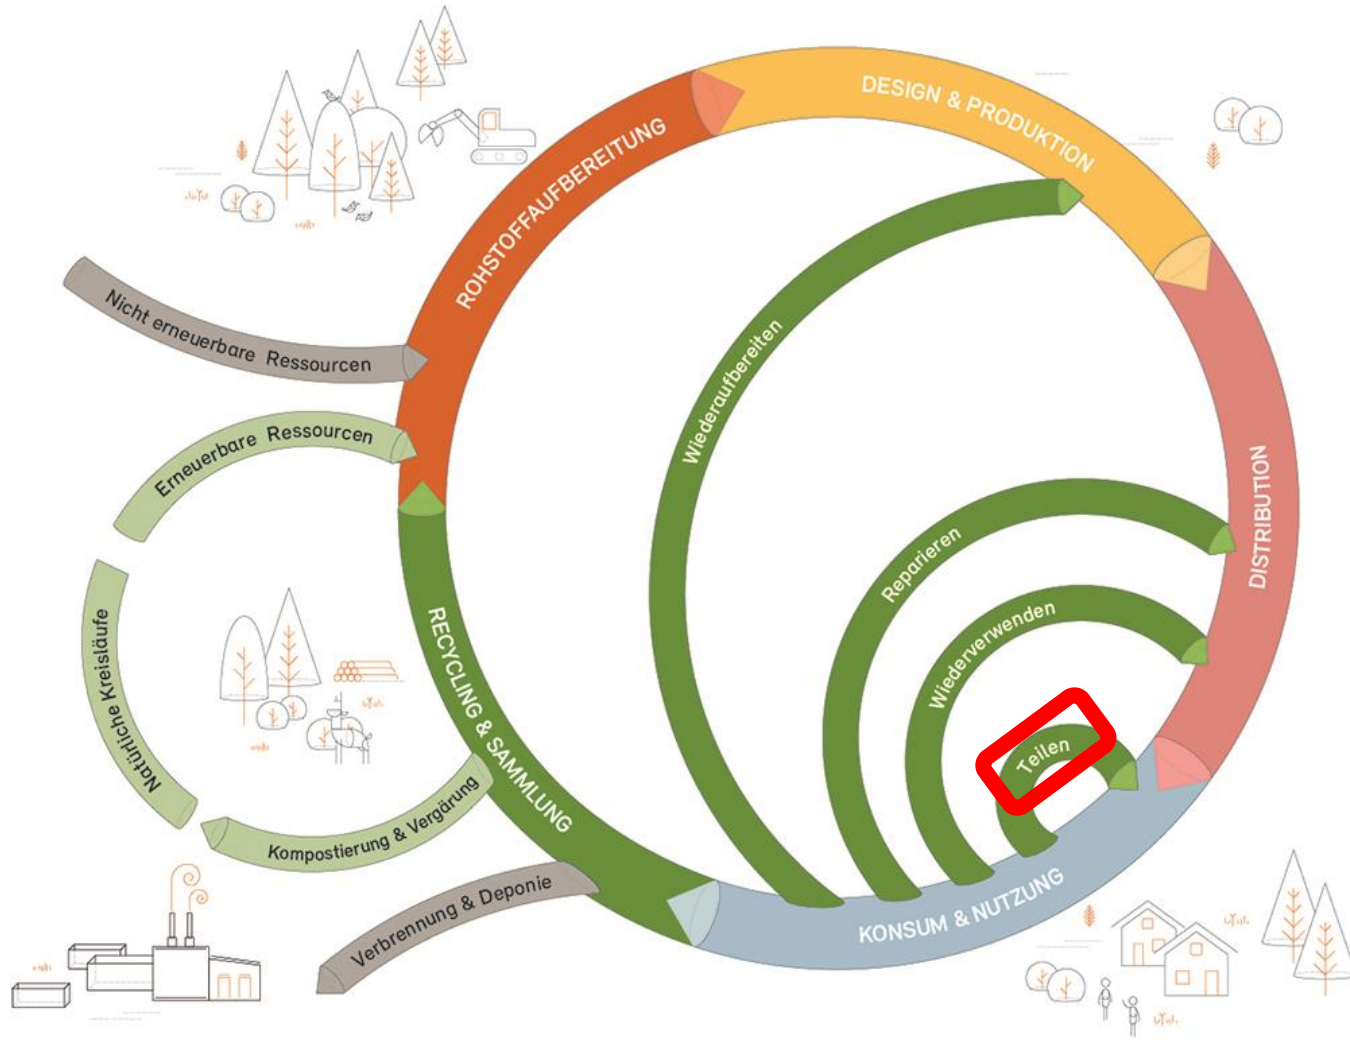 DESIGN & PRODUKTION
ROHSTOFFAUFBEREITUNG
Nicht erneuerbare Ressourcen
Wiederaufbereiten
Erneuerbare Ressourcen
DISTRIBUTION
Reparieren
Wiederverwenden
Natürliche Kreisläufe
RECYCLING & SAMMLUNG
Teilen
Kompostierung & Vergärung
Verbrennung & Deponie
KONSUM & NUTZUNG